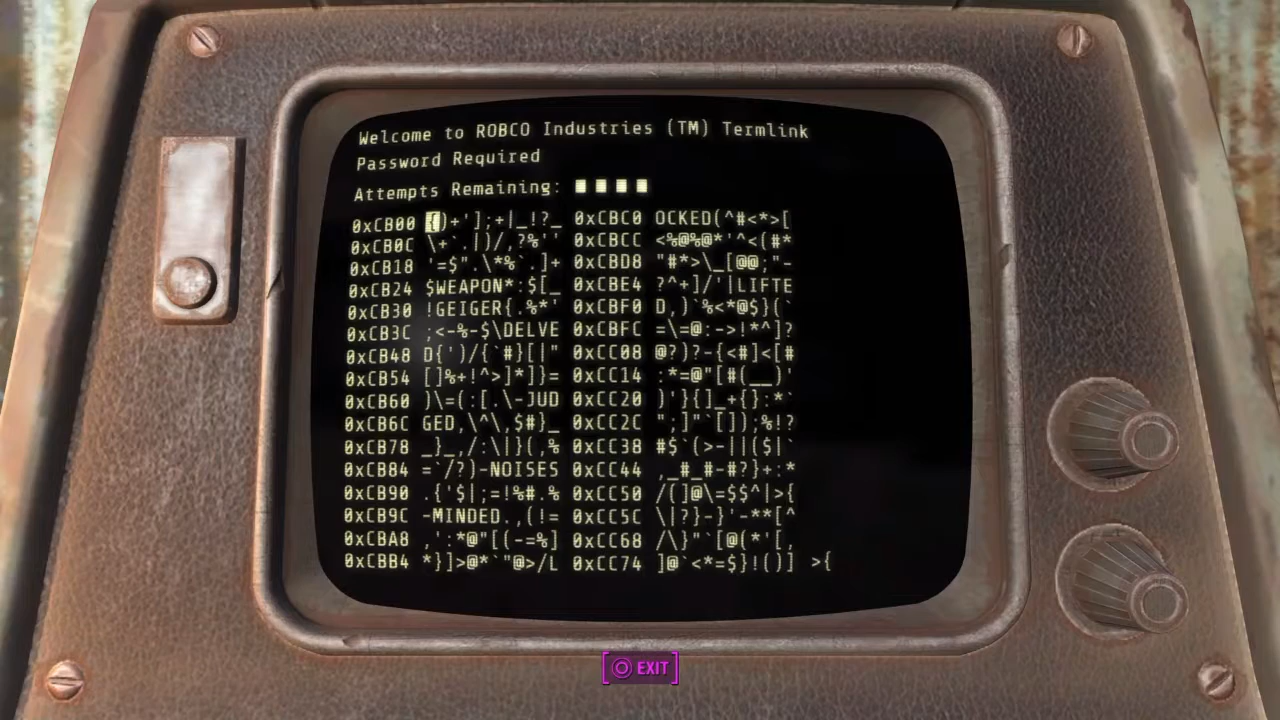 Welcome to ROBCO Industries (TM) Termlink
Password Required
Attempts Remaining: ■ ■ ■ ■
0xCB00 {)+'];+|_!?_ 0xCBC0 OCKED(^#<*>[
0xCB0C \+`.|)/,?%'' 0xCBCC <%@%@*'^<(#*
0xCB18 '=$".\*%`.]+ 0xCBD8 "#*>\_[@@;"-
0xCB24 $WEAPON*:$[_ 0xCBE4 ?^+]/'|LIFTE
0xCB30 !GEIGER{.%*' 0xCBF0 D,)`%<*@$}(`
0xCB3C ;<-%-$\DELVE 0xCBFC =\=@:->!*^]?
0xCB48 D{')/{`#}[|" 0xCC08 @?)?-{<#]<[#
0xCB54 []%+!^>]*]}= 0xCC14 :*=@"[#(__)'
0xCB60 )\=(:[.\-JUD 0xCC20 )'}{]_+{}:*`
0xCB6C GED,\^\,$#}_ 0xCC2C ";]"`[]);%!?
0xCB78 _}_,/:\|}(,% 0xCC38 #$`(>-||($|`
0xCB84 =`/?)-NOISES 0xCC44 ,_#_#-#?}+:*
0xCB90 .{'$|;=!%#.% 0xCC50 /(]@\=$$^|>{
0xCB9C -MINDED.,(!= 0xCC5C \|?}-}'-**[^
0xCBA8 ,':*@"[(-=%] 0xCC68 /\}"`[@(*'[,
0xCBB4 *}]>@*`"@>/L 0xCC74 ]@`<*=$}!()] >{
EXIT